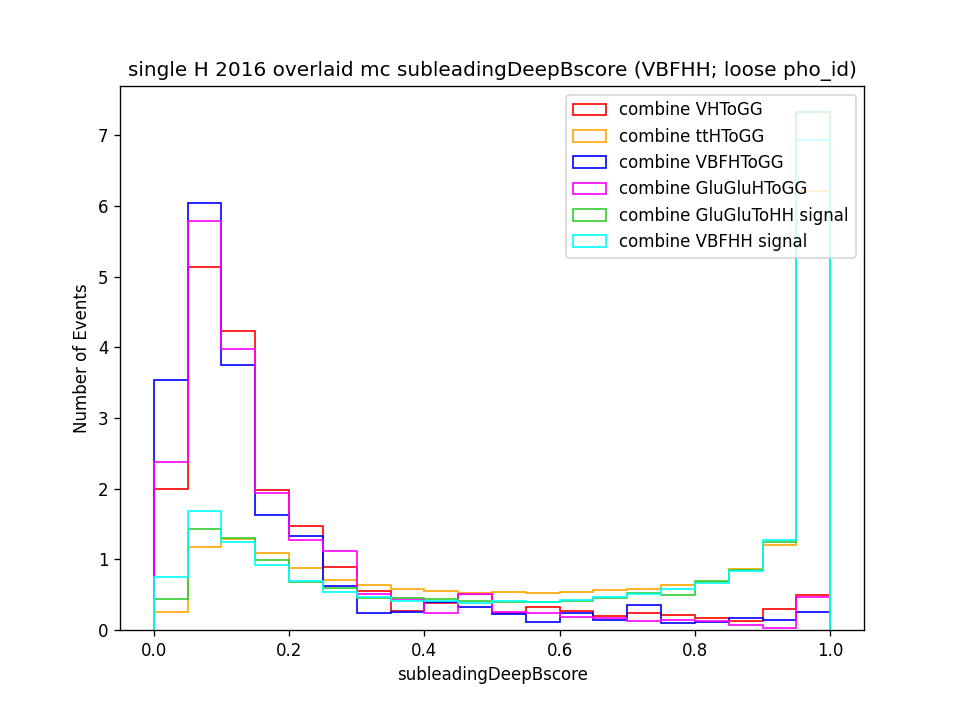 single H 2016 overlaid mc subleadingDeepBscore (VBFHH; loose pho_id)
combine VHToGG
combine ttHToGG
combine VBFHToGG
combine GluGluHToGG
combine GluGluToHH signal
combine VBFHH signal
Number of Events
7
6
5
4
3
2
1
0
0.0 0.2 0.4 0.6 0.8 1.0
subleadingDeepBscore